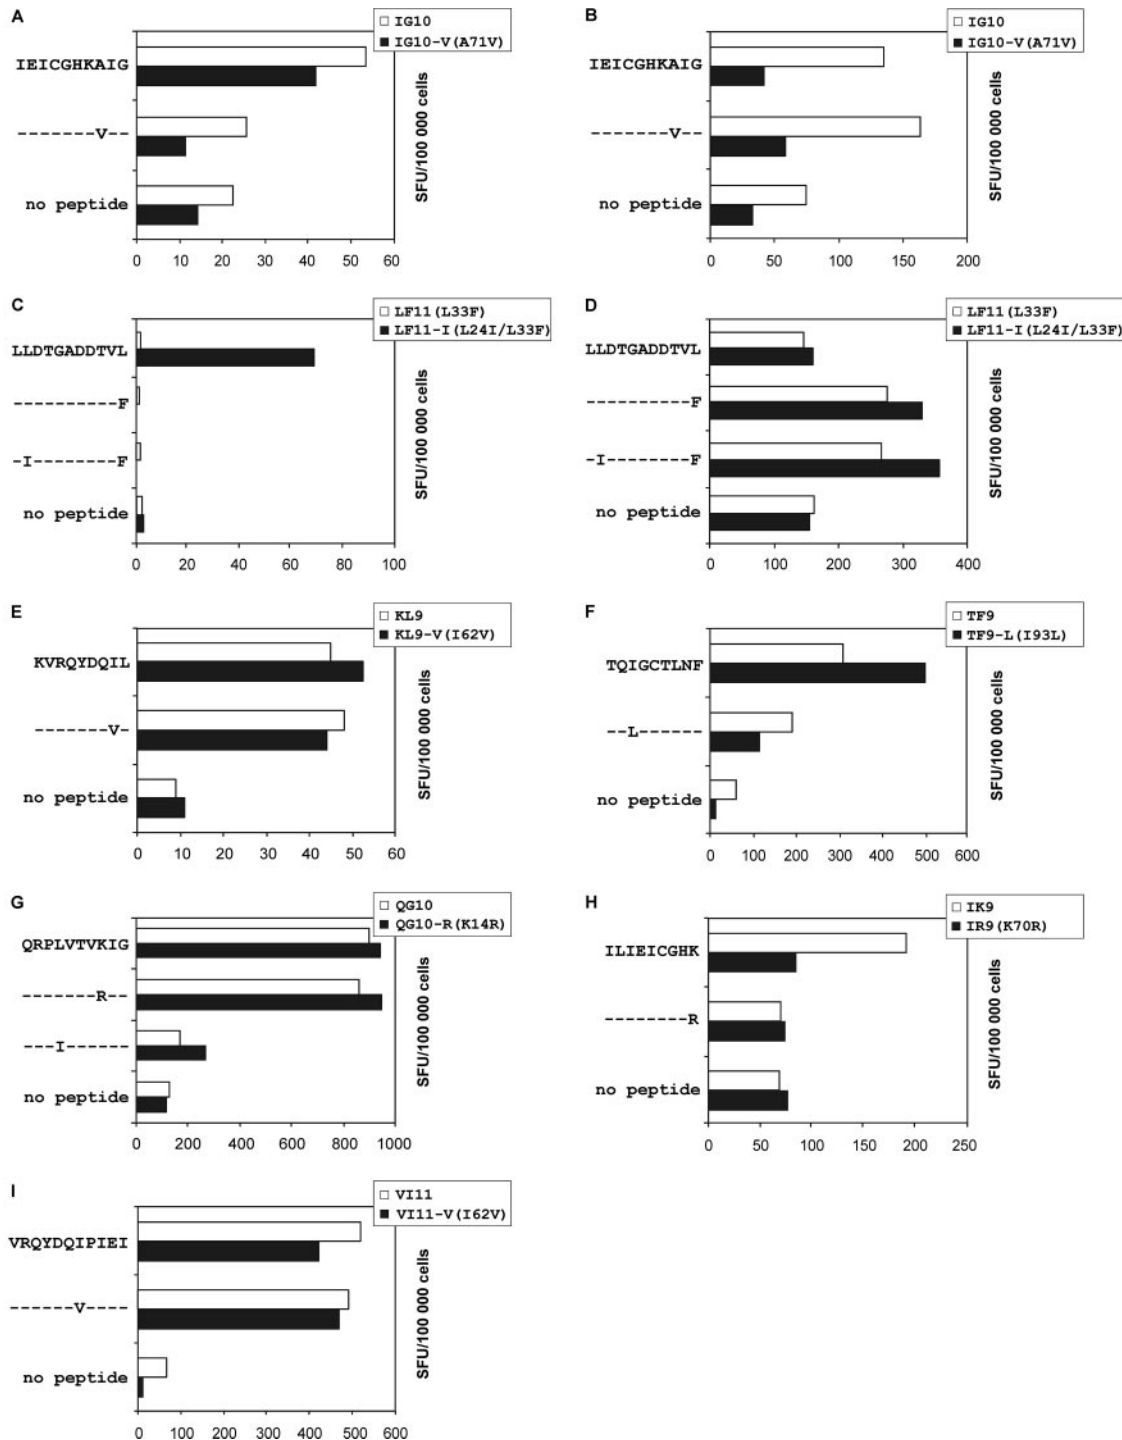 A
IG10
IG10-V(A71V)
IEICGHKAIG
-------V--
no peptide
0 10 20 30 40 50 60
SFU/100 000 cells
B
IG10
IG10-V(A71V)
IEICGHKAIG
-------V--
no peptide
0 50 100 150 200
SFU/100 000 cells
C
LF11(L33F)
LF11-I(L24I/L33F)
LLDTGADDTVL
----------F
-I--------F
no peptide
0 20 40 60 80 100
SFU/100 000 cells
D
LF11(L33F)
LF11-I(L24I/L33F)
LLDTGADDTVL
----------F
-I--------F
no peptide
0 100 200 300 400
SFU/100 000 cells
E
KL9
KL9-V(I62V)
KVRQYDQIL
-------V-
no peptide
0 10 20 30 40 50 60
SFU/100 000 cells
F
TF9
TF9-L(I93L)
TQIGCTLNF
--L------
no peptide
0 100 200 300 400 500 600
SFU/100 000 cells
G
QG10
QG10-R(K14R)
QRPLVTVKIG
-------R--
---I------
no peptide
0 200 400 600 800 1000
SFU/100 000 cells
H
IK9
IR9(K70R)
ILIEICGHK
--------R
no peptide
0 50 100 150 200 250
SFU/100 000 cells
I
VI11
VI11-V(I62V)
VRQYDQIPIEI
------V----
no peptide
0 100 200 300 400 500 600
SFU/100 000 cells